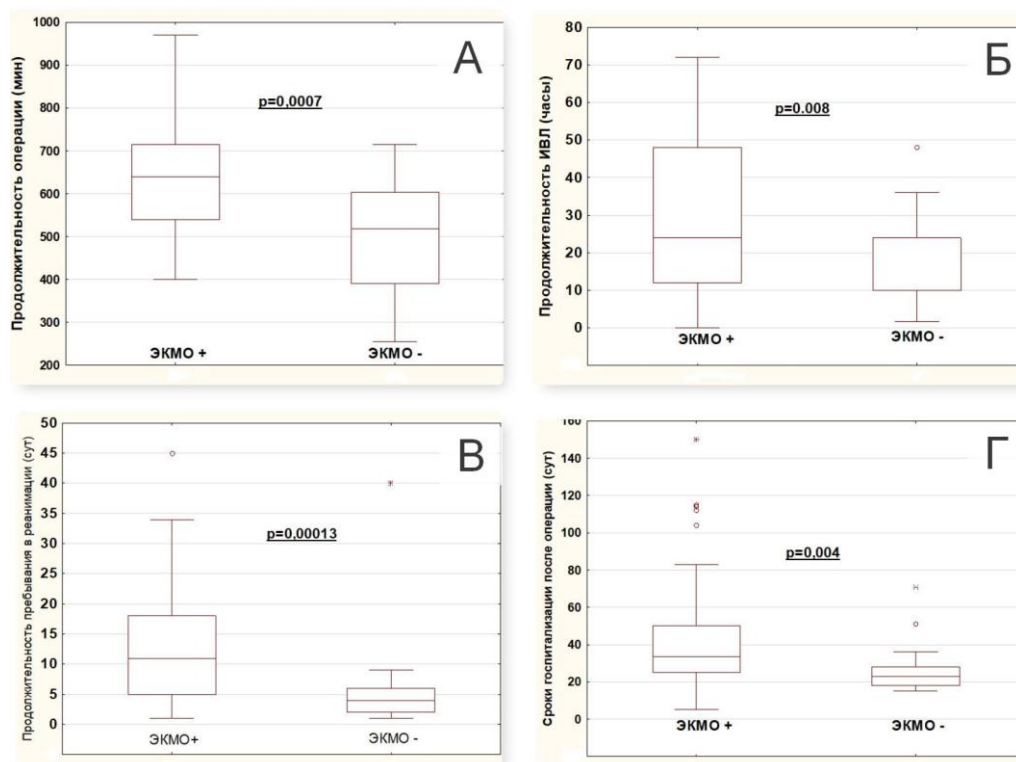 Продолжительность операции (мин)
1000
900
800
700
600
500
400
300
200
А
p=0,0007
ЭКМО +
ЭКМО -
Продолжительность ИВЛ (часы)
80
70
60
50
40
30
20
10
0
Б
p=0.008
ЭКМО +
ЭКМО -
Продолжительность пребывания в реанимации (сут)
50
45
40
35
30
25
20
15
10
5
0
В
p=0,00013
ЭКМО+
ЭКМО -
Сроки госпитализации после операции (сут)
160
140
120
100
80
60
40
20
0
Г
p=0,004
ЭКМО +
ЭКМО -